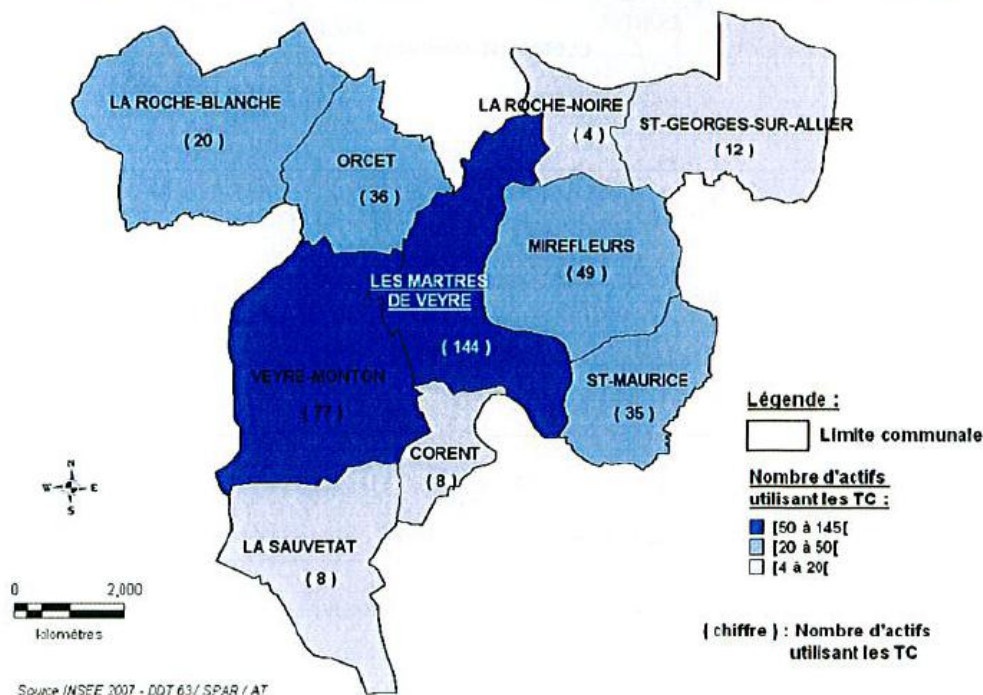 LA ROCHE-BLANCHE
( 20 )
ORCET
( 36 )
LA ROCHE-NOIRE
( 4 )
ST-GEORGES-SUR-ALLIER
( 12 )
MIREFLEURS
( 49 )
LES MARTRES
DE VEYRE
( 144 )
VEYRE-MONTON
( 77 )
ST-MAURICE
( 35 )
CORENT
( 8 )
LA SAUVETAT
( 8 )
N
W E
S
0 2,000
kilomètres
Légende :
Limite communale
Nombre d'actifs
utilisant les TC :
[50 à 145[
[20 à 50[
[4 à 20[
( chiffre ) : Nombre d'actifs
utilisant les TC
Source INSEE 2007 - DDT 63 / SPAR / AT